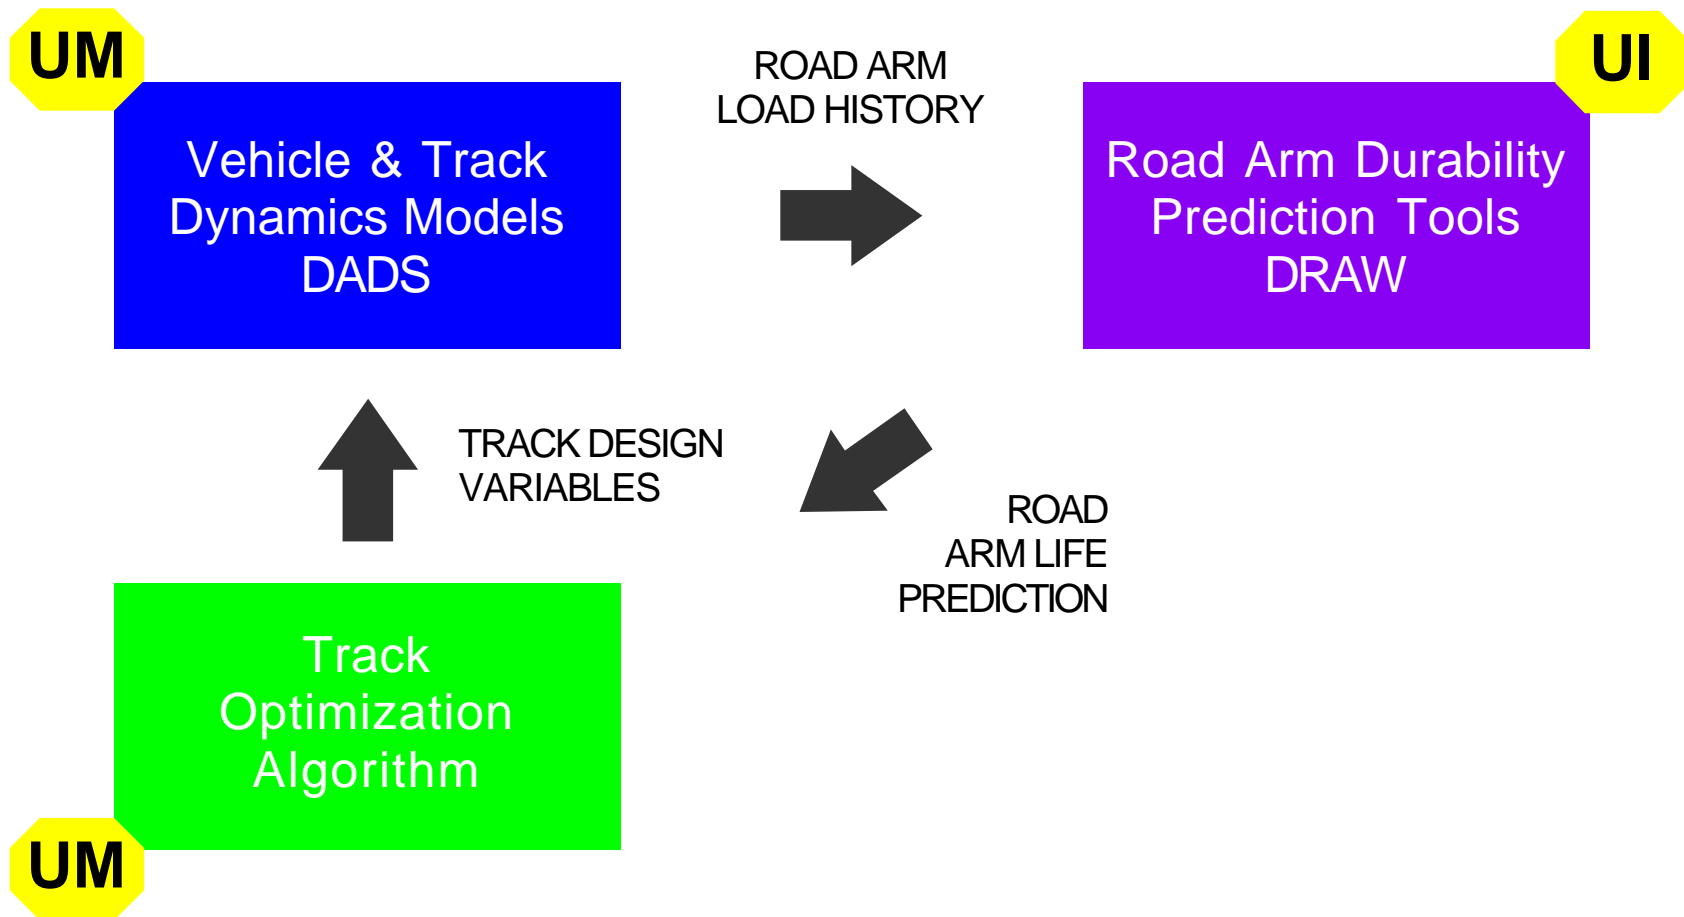 UM
Vehicle & Track
Dynamics Models
DADS
ROAD ARM
LOAD HISTORY
UI
Road Arm Durability
Prediction Tools
DRAW
TRACK DESIGN
VARIABLES
ROAD
ARM LIFE
PREDICTION
Track
Optimization
Algorithm
UM